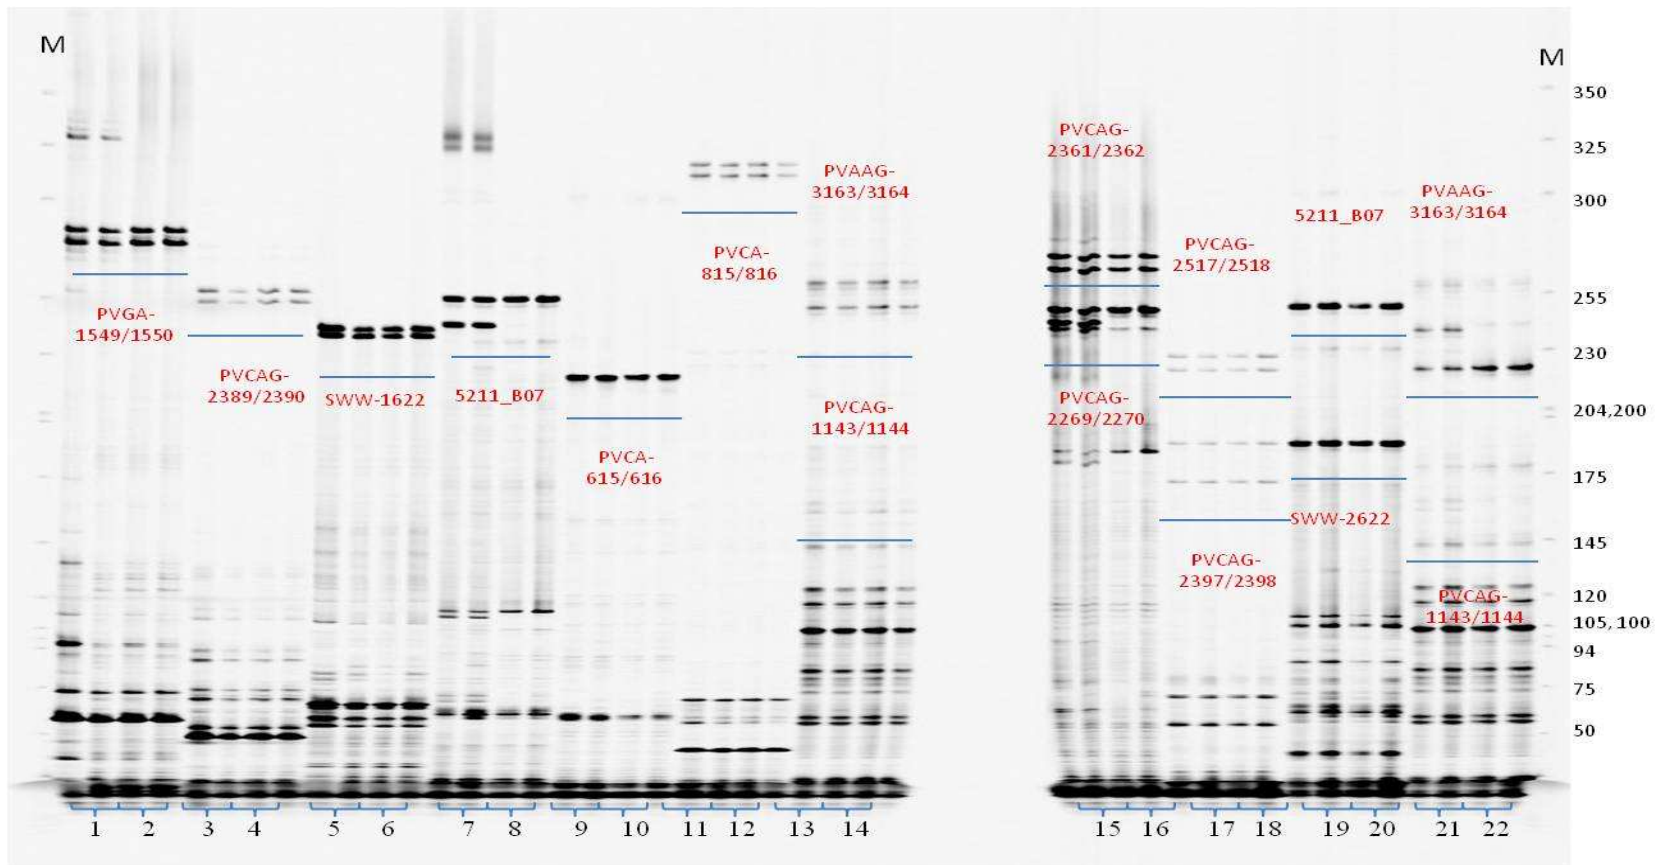 M
M
350
325
300
255
230
204,200
175
145
120
105,100
94
75
50
PVGA-
1549/1550
PVCAG-
2389/2390
SWW-1622
5211_B07
PVCA-
615/616
PVCA-
815/816
PVAAG-
3163/3164
PVCAG-
1143/1144
PVCAG-
2361/2362
PVCAG-
2269/2270
PVCAG-
2517/2518
PVCAG-
2397/2398
5211_B07
SWW-2622
PVAAG-
3163/3164
PVCAG-
1143/1144
1 2 3 4 5 6 7 8 9 10 11 12 13 14 15 16 17 18 19 20 21 22